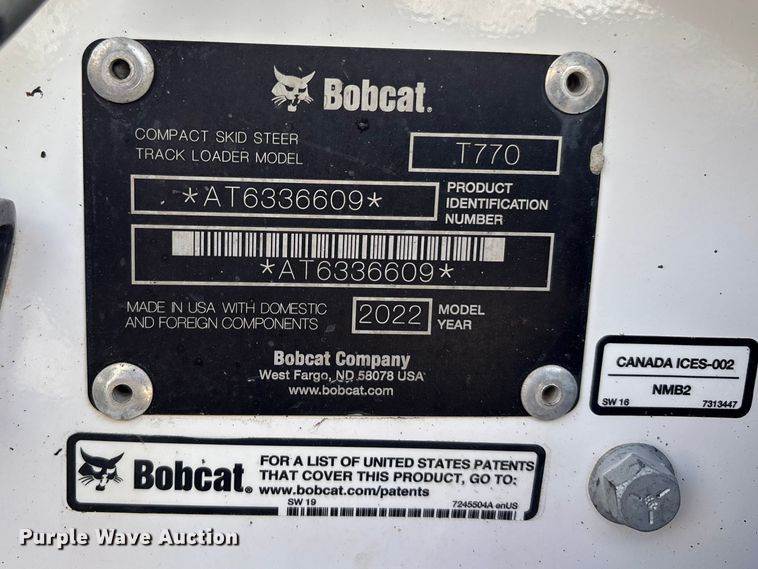 Bobcat.
COMPACT SKID STEER
TRACK LOADER MODEL
T770
*AT6336609*
PRODUCT
IDENTIFICATION
NUMBER
*AT6336609*
MADE IN USA WITH DOMESTIC
AND FOREIGN COMPONENTS
2022
MODEL
YEAR
Bobcat Company
West Fargo, ND 58078 USA
www.bobcat.com
CANADA ICES-002
NMB2
SW 16
7313447
Bobcat.
FOR A LIST OF UNITED STATES PATENTS
THAT COVER THIS PRODUCT, GO TO:
www.bobcat.com/patents
SW 19
7245504A enUS
Purple Wave Auction